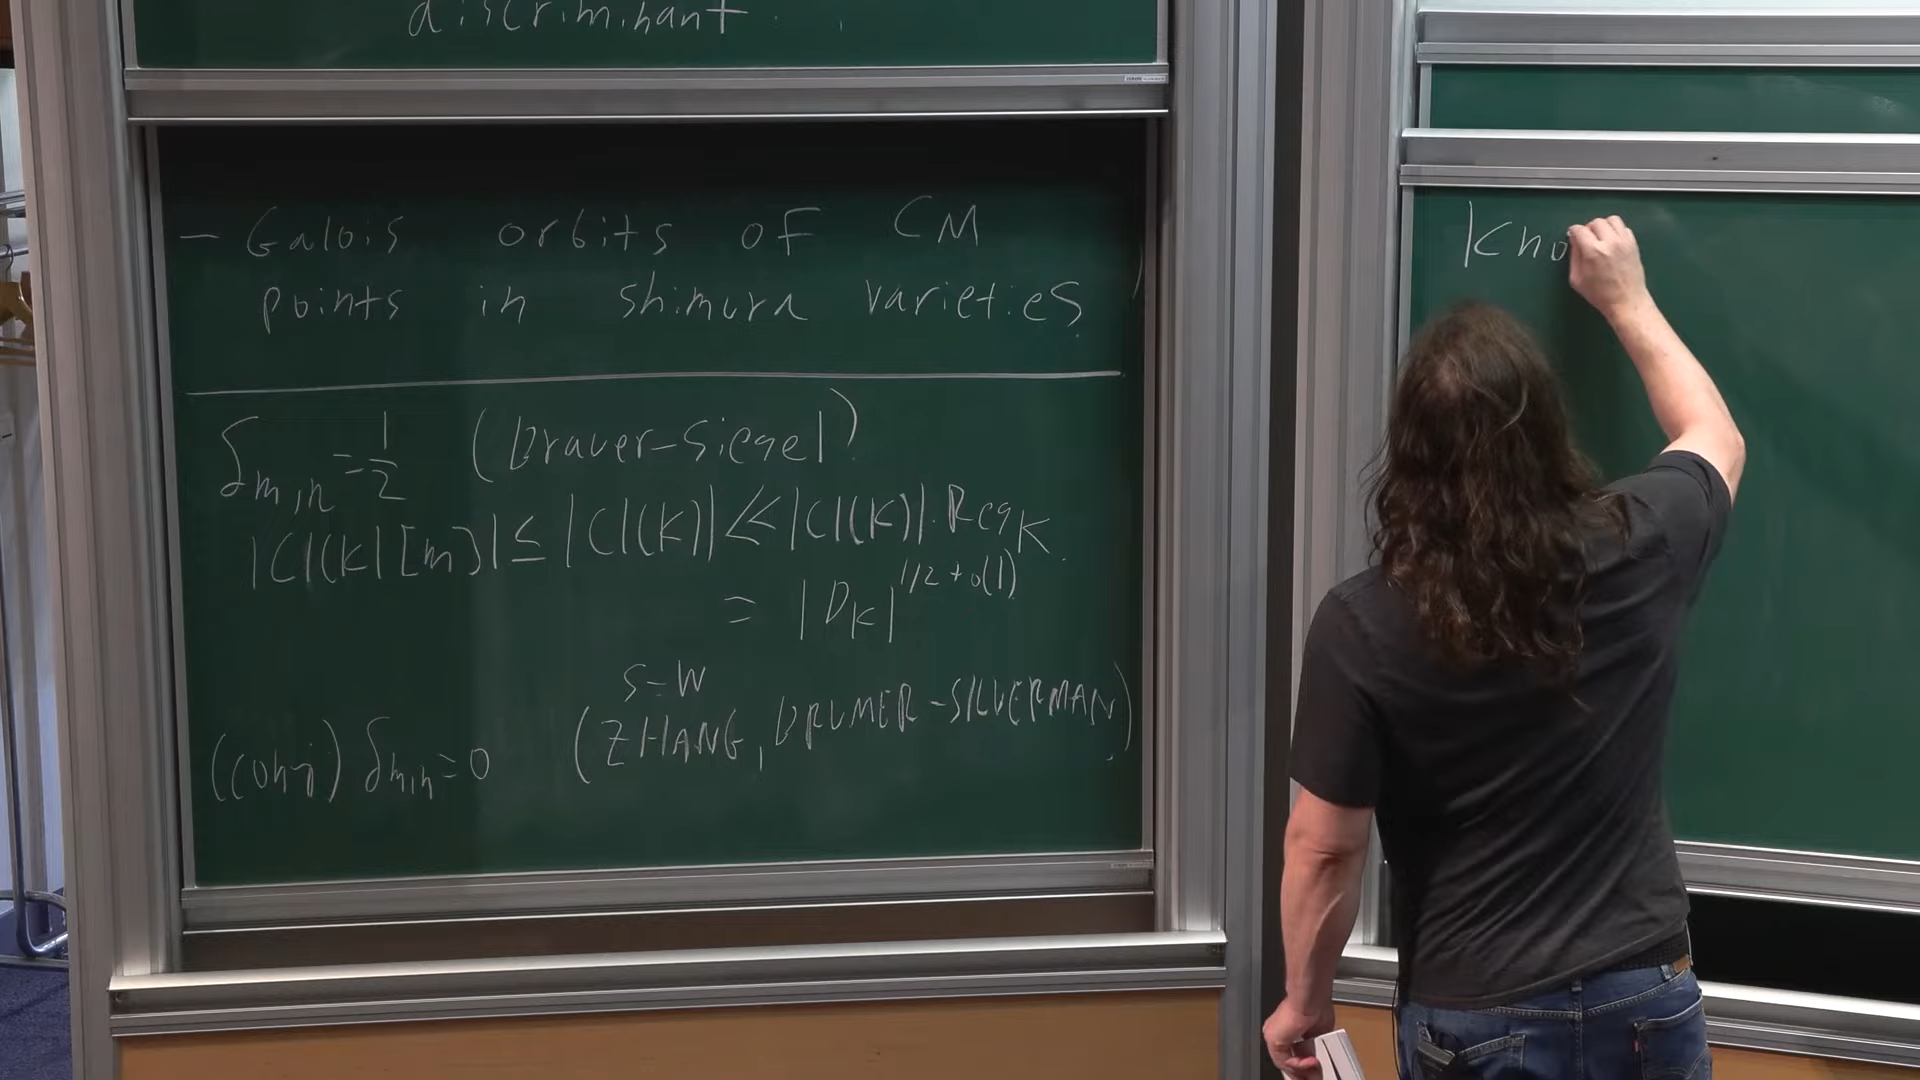 discriminant.
- Galois orbits of CM
points in shimura varieties
δmin = 1/2 (Brauer-Siegel)
|Cl(K)[m]| ≤ |Cl(K)| ≪ |Cl(K)|·RegK
= |DK|^1/2+o(1)
S-W
(conj) δmin = 0 (ZHANG, BRUMER-SILVERMAN)
Kno